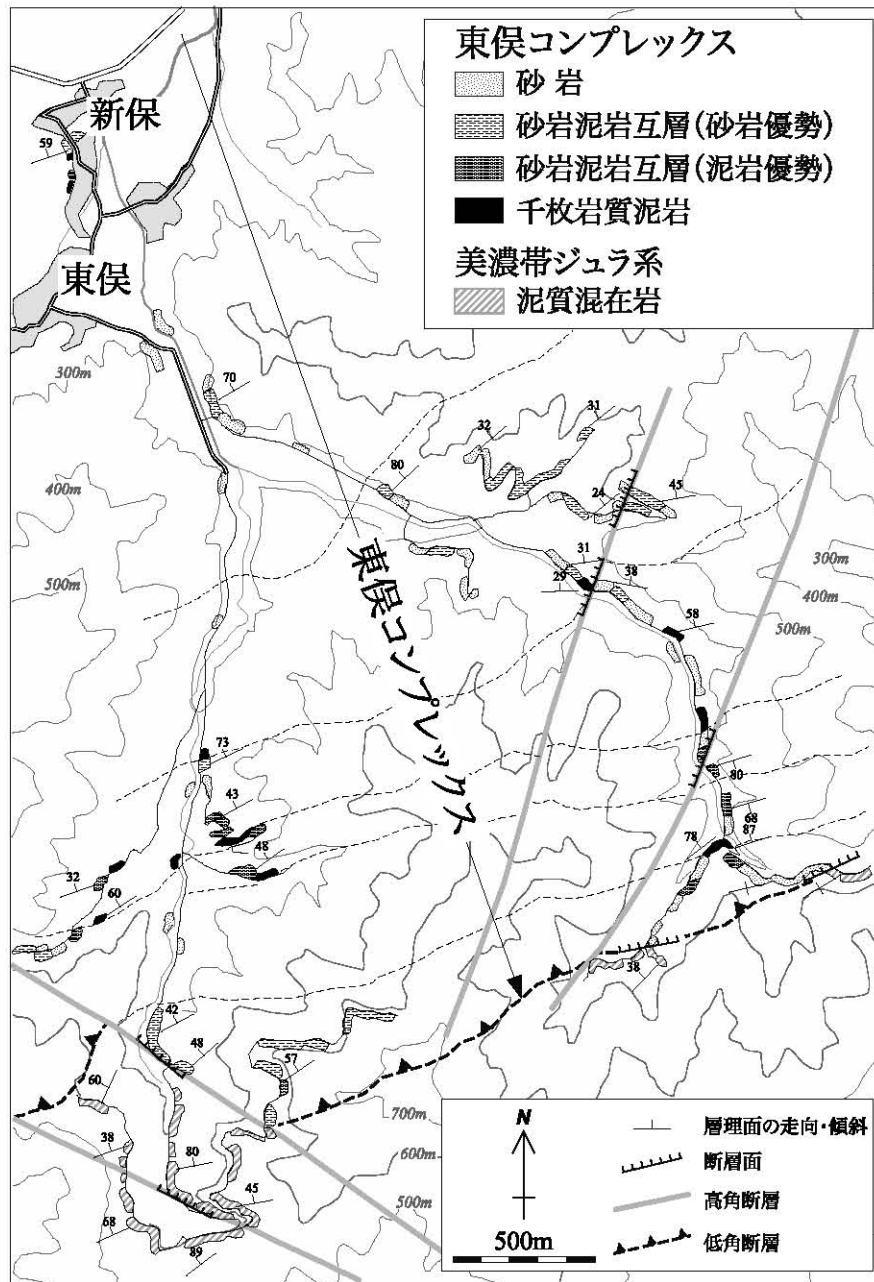 東俣コンプレックス
砂 岩
砂岩泥岩互層(砂岩優勢)
砂岩泥岩互層(泥岩優勢)
千枚岩質泥岩
美濃帯ジュラ系
泥質混在岩
新保
59
東俣
300m
70
32
31
80
400m
24
45
500m
東俣コンプレックス
31
29
38
300m
400m
58
500m
73
80
43
68
87
78
48
32
60
38
42
48
57
60
700m
38
80
600m
45
500m
68
89
N
500m
層理面の走向・傾斜
断層面
高角断層
低角断層